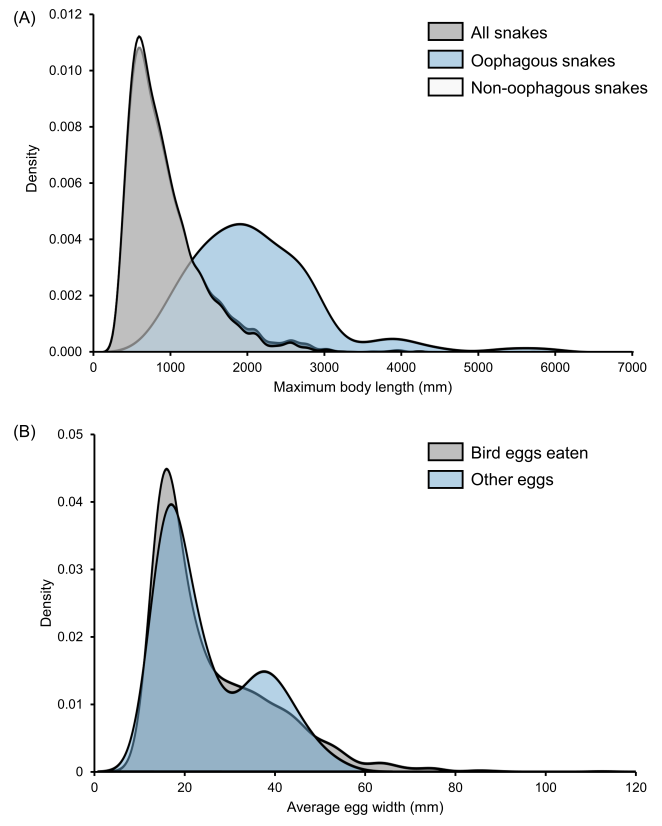 (A)
0.012
0.010
0.008
0.006
0.004
0.002
0.000
Density
All snakes
Oophagous snakes
Non-oophagous snakes
0 1000 2000 3000 4000 5000 6000 7000
Maximum body length (mm)
(B)
0.05
0.04
0.03
0.02
0.01
0
Density
Bird eggs eaten
Other eggs
0 20 40 60 80 100 120
Average egg width (mm)